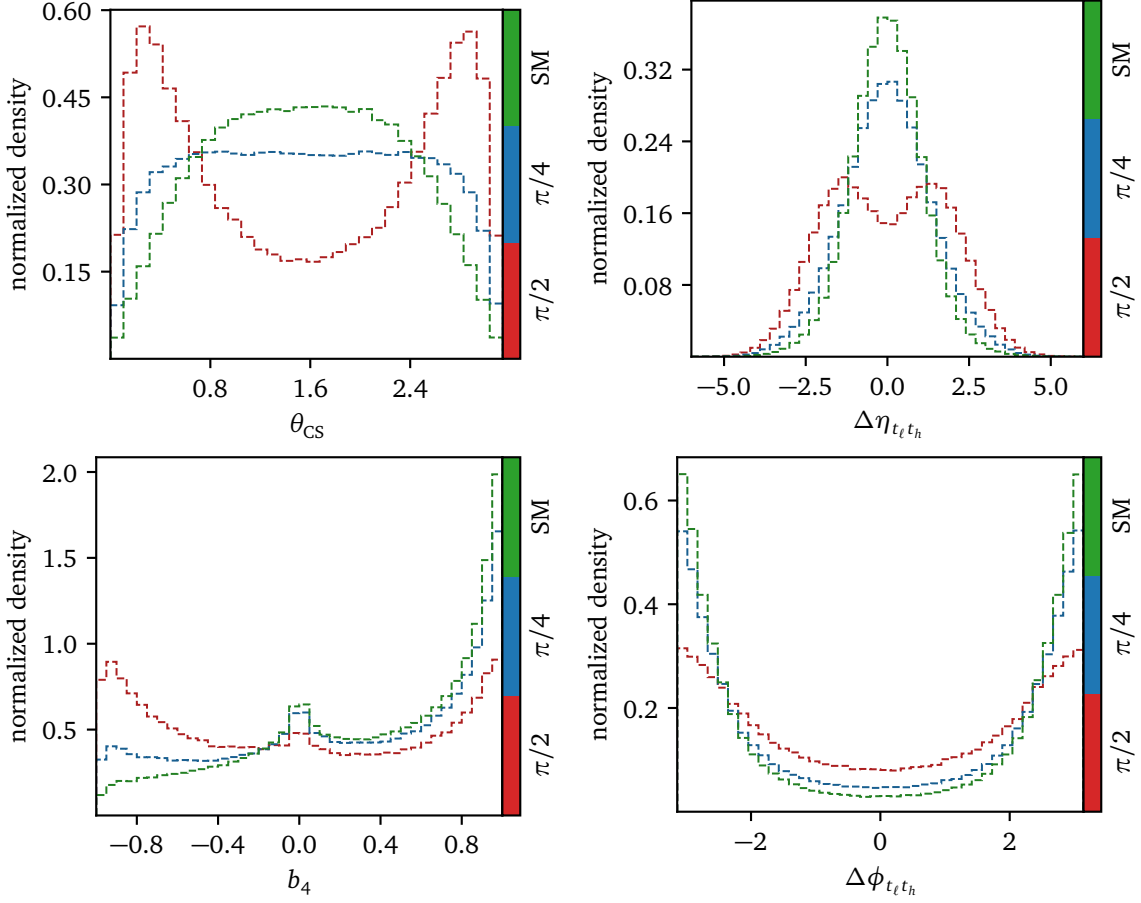 normalized density
0.60
0.45
0.30
0.15
0.8
1.6
2.4
θ_CS
SM
π/4
π/2
normalized density
0.32
0.24
0.16
0.08
−5.0
−2.5
0.0
2.5
5.0
Δη_{t_ℓ t_h}
SM
π/4
π/2
normalized density
2.0
1.5
1.0
0.5
−0.8
−0.4
0.0
0.4
0.8
b_4
SM
π/4
π/2
normalized density
0.6
0.4
0.2
−2
0
2
Δϕ_{t_ℓ t_h}
SM
π/4
π/2